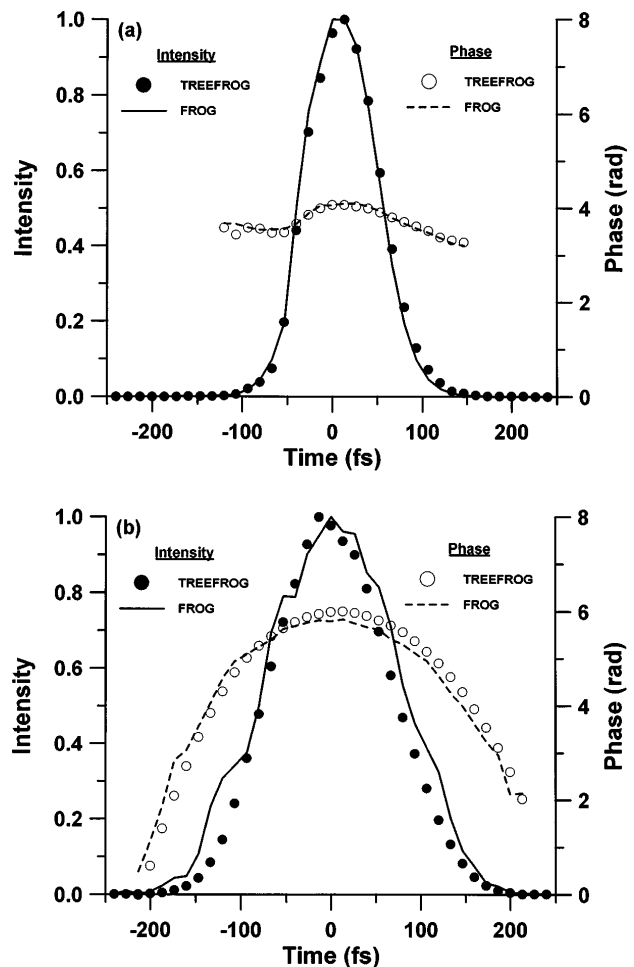 (a)
Intensity
TREEFROG
FROG
Phase
TREEFROG
FROG
1.0
0.8
0.6
0.4
0.2
0.0
Intensity
8
6
4
2
0
Phase (rad)
-200 -100 0 100 200
Time (fs)
(b)
Intensity
TREEFROG
FROG
Phase
TREEFROG
FROG
1.0
0.8
0.6
0.4
0.2
0.0
Intensity
8
6
4
2
0
Phase (rad)
-200 -100 0 100 200
Time (fs)